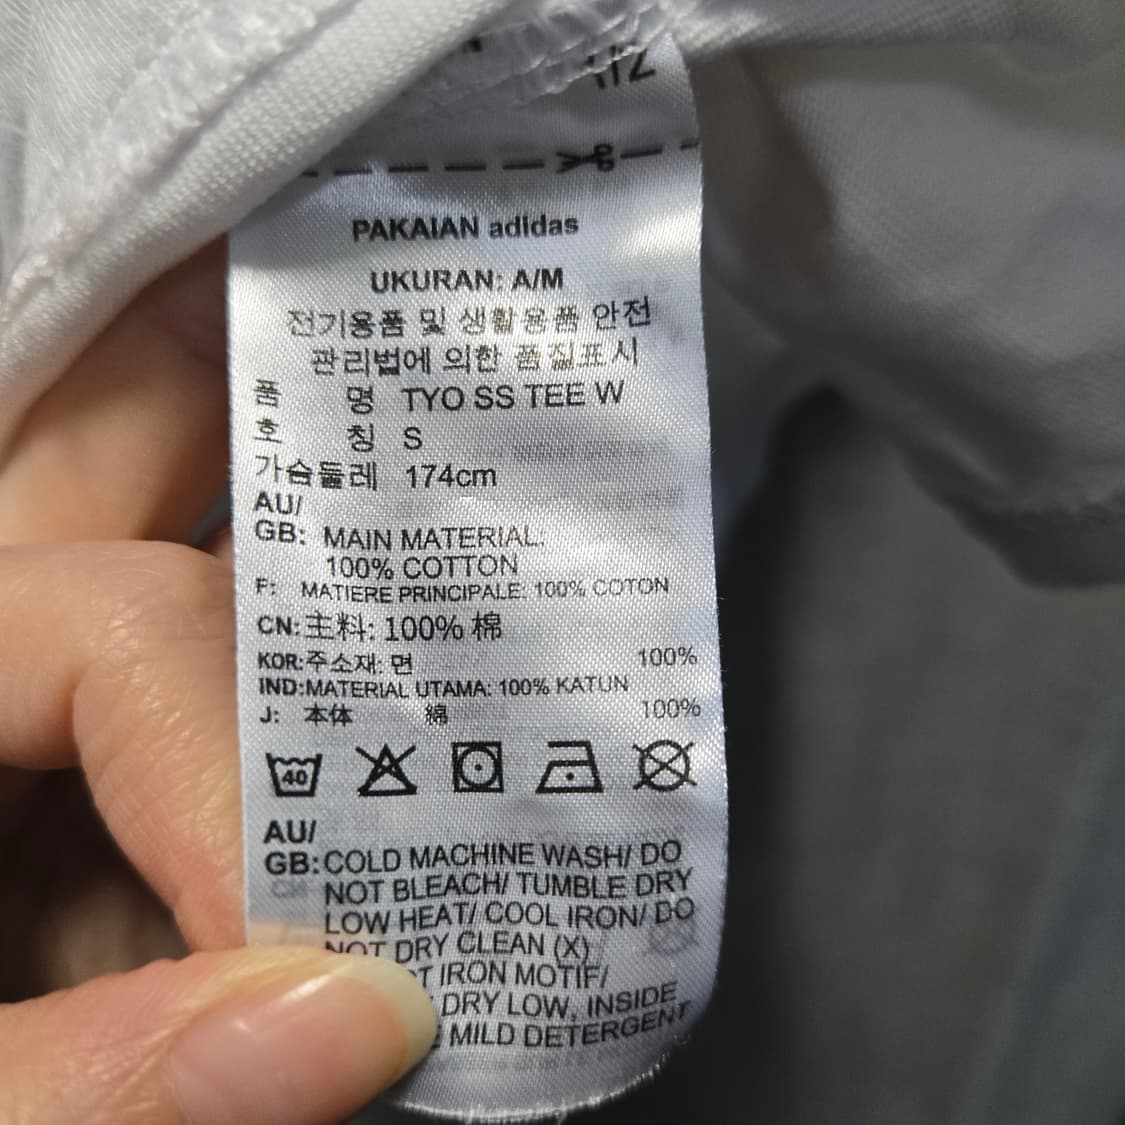 1/2
PAKAIAN adidas
UKURAN: A/M
전기용품 및 생활용품 안전
관리법에 의한 품질표시
품 명 TYO SS TEE W
호 칭 S
가슴둘레 174cm
AU/
GB: MAIN MATERIAL:
100% COTTON
F: MATIERE PRINCIPALE: 100% COTON
CN:主料: 100% 棉
KOR:주소재: 면 100%
IND:MATERIAL UTAMA: 100% KATUN
J: 本体 綿 100%
40
AU/
GB:COLD MACHINE WASH/ DO
NOT BLEACH/ TUMBLE DRY
LOW HEAT/ COOL IRON/ DO
NOT DRY CLEAN (X)
IRON MOTIF/
DRY LOW, INSIDE
MILD DETERGENT